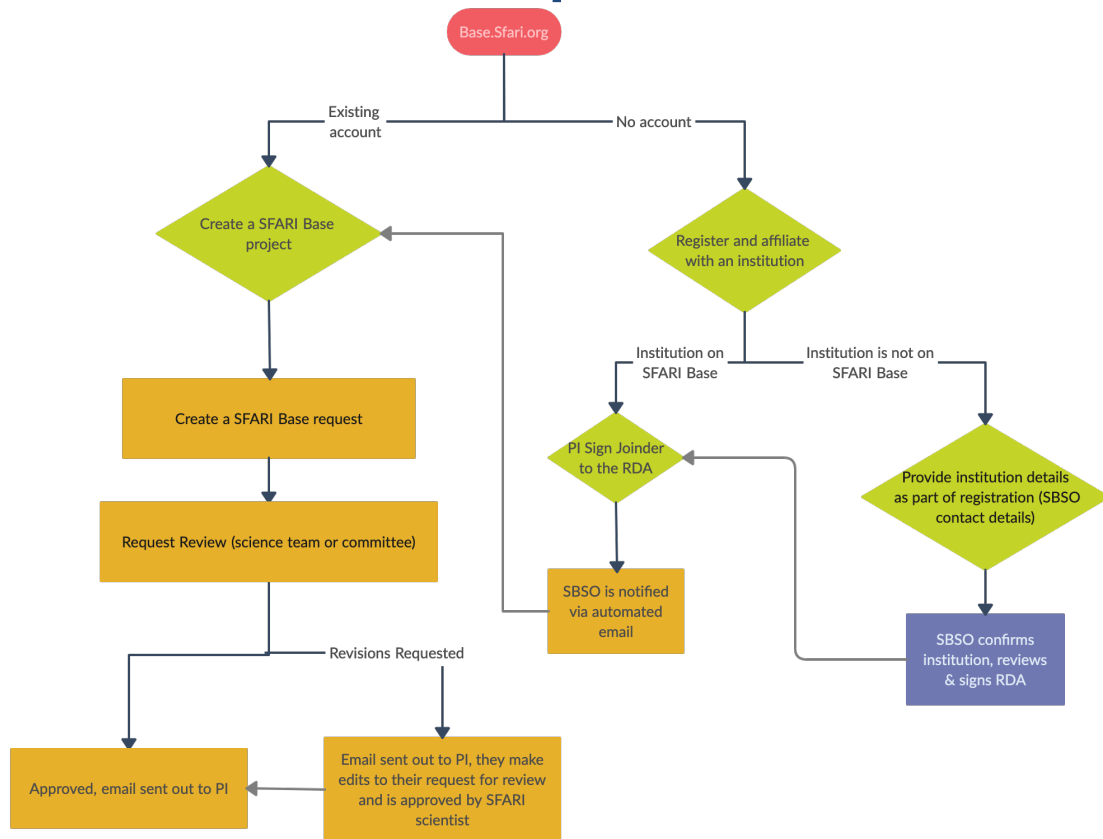 Base.Sfari.org
Existing
account
No account
Create a SFARI Base
project
Register and affiliate
with an institution
Institution on
SFARI Base
Institution is not on
SFARI Base
Create a SFARI Base request
PI Sign Joinder
to the RDA
Provide institution details
as part of registration (SBSO
contact details)
Request Review (science team or committee)
SBSO is notified
via automated
email
SBSO confirms
institution, reviews
& signs RDA
Revisions Requested
Approved, email sent out to PI
Email sent out to PI, they make
edits to their request for review
and is approved by SFARI
scientist